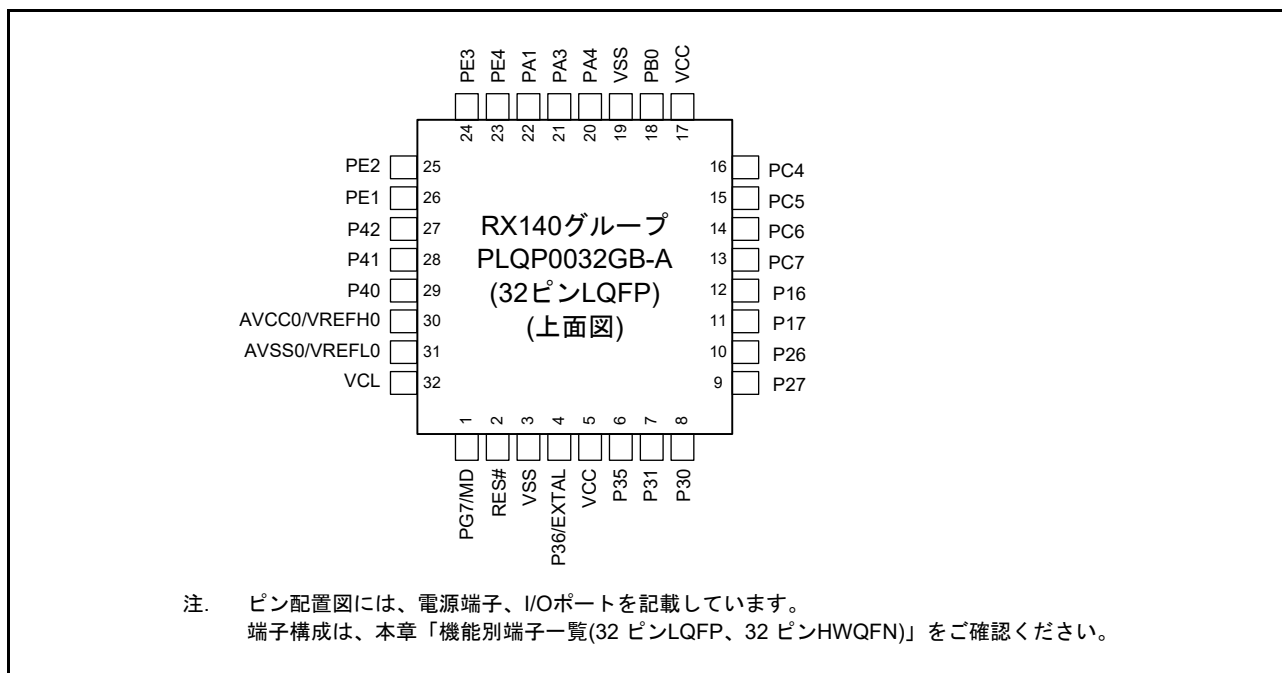 PE3 PE4 PA1 PA3 PA4 VSS PB0 VCC
24 23 22 21 20 19 18 17
PE2 25
PE1 26
P42 27
P41 28
P40 29
AVCC0/VREFH0 30
AVSS0/VREFL0 31
VCL 32
RX140グループ
PLQP0032GB-A
(32ピンLQFP)
(上面図)
16 PC4
15 PC5
14 PC6
13 PC7
12 P16
11 P17
10 P26
9 P27
1 2 3 4 5 6 7 8
PG7/MD RES# VSS P36/EXTAL VCC P35 P31 P30
注. ピン配置図には、電源端子、I/Oポートを記載しています。
端子構成は、本章「機能別端子一覧(32 ピンLQFP、32 ピンHWQFN)」をご確認ください。